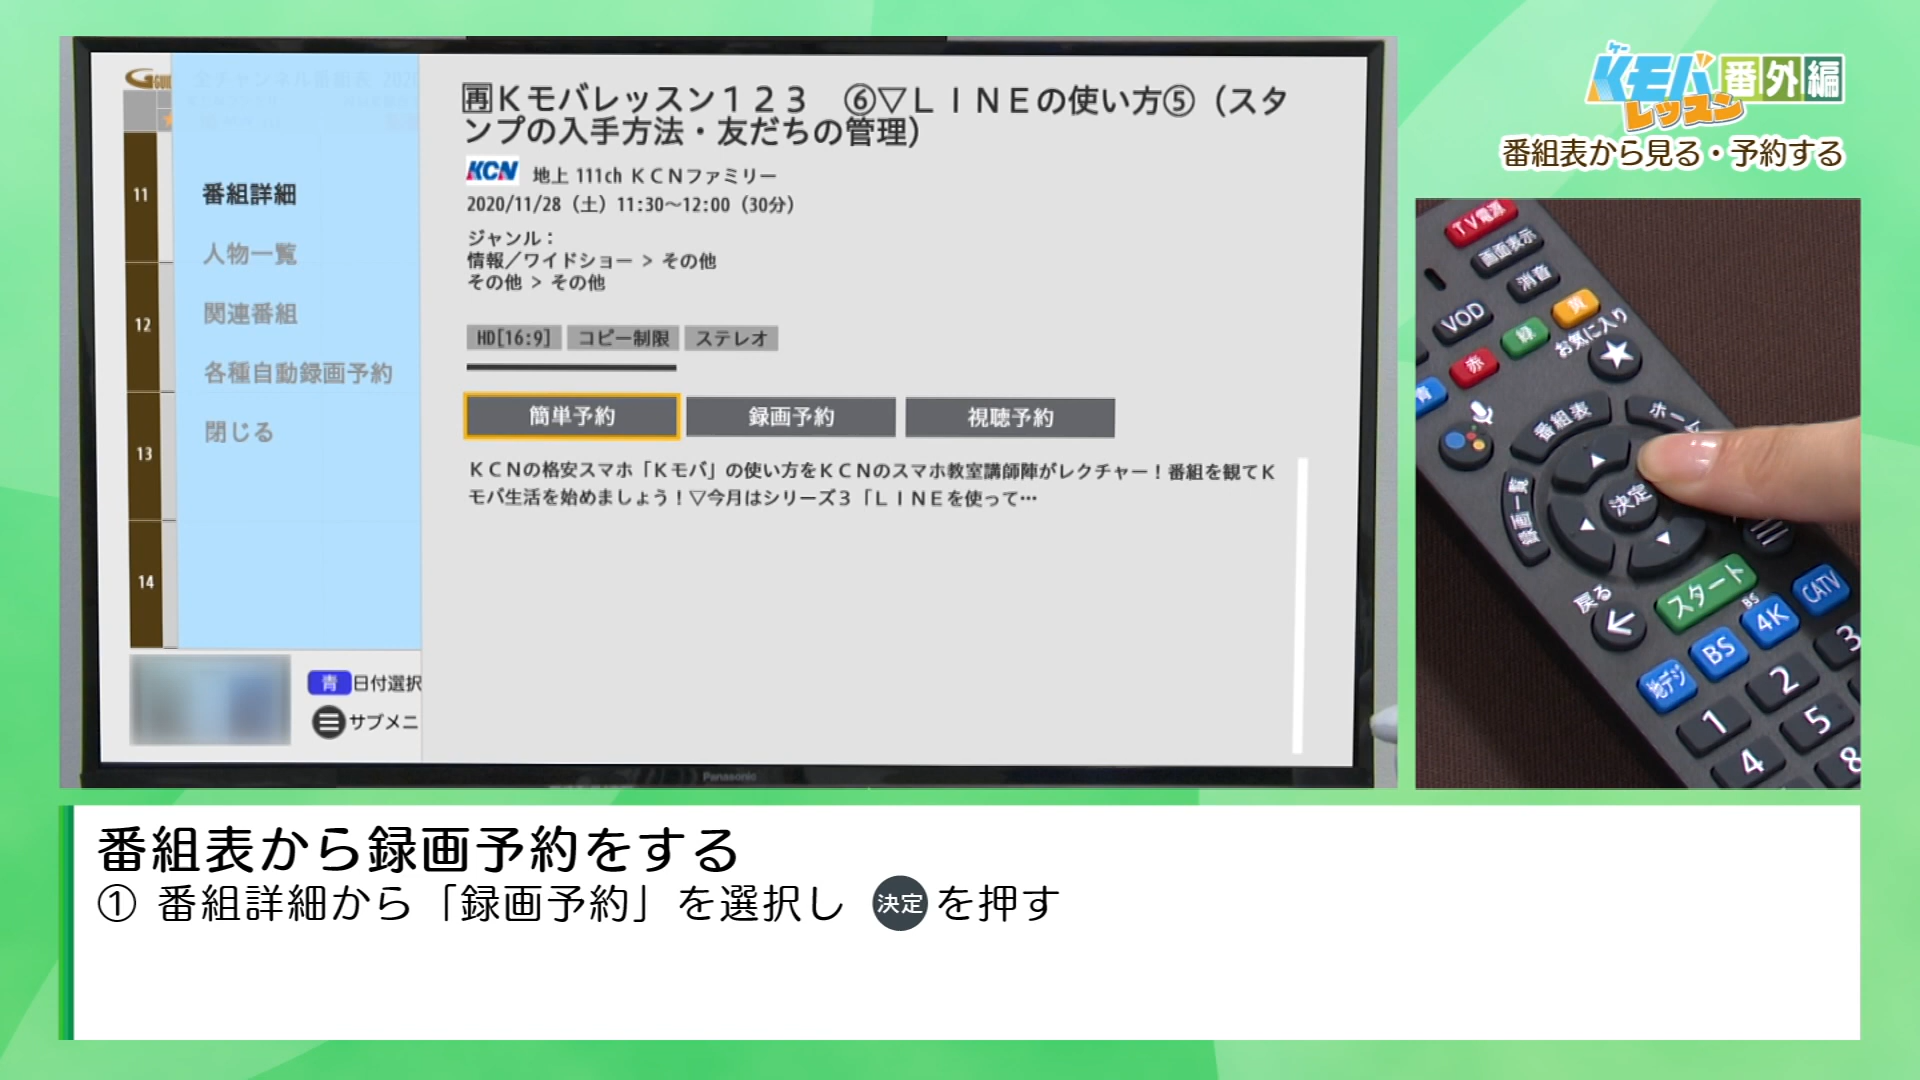 ケー
Kモバ番外編
レッスン
番組表から見る・予約する
再Kモバレッスン123 ⑥▽LINEの使い方⑤（スタ
ンプの入手方法・友だちの管理）
KCN 地上 111ch KCNファミリー
2020/11/28（土）11:30～12:00（30分）
ジャンル：
情報／ワイドショー > その他
その他 > その他
HD[16:9] コピー制限 ステレオ
簡単予約 録画予約 視聴予約
KCNの格安スマホ「Kモバ」の使い方をKCNのスマホ教室講師陣がレクチャー！番組を観てK
モバ生活を始めましょう！▽今月はシリーズ3「LINEを使って…
番組詳細
人物一覧
関連番組
各種自動録画予約
閉じる
11
12
13
14
青 日付選択
サブメニ
Panasonic
TV電源
画面表示
消音
VOD
黄
緑
赤
青
お気に入り
番組表
ホーム
録画一覧
決定
戻る
スタート
地デジ
BS
BS
4K
CATV
1
2
3
4
5
8
番組表から録画予約をする
① 番組詳細から「録画予約」を選択し 決定 を押す